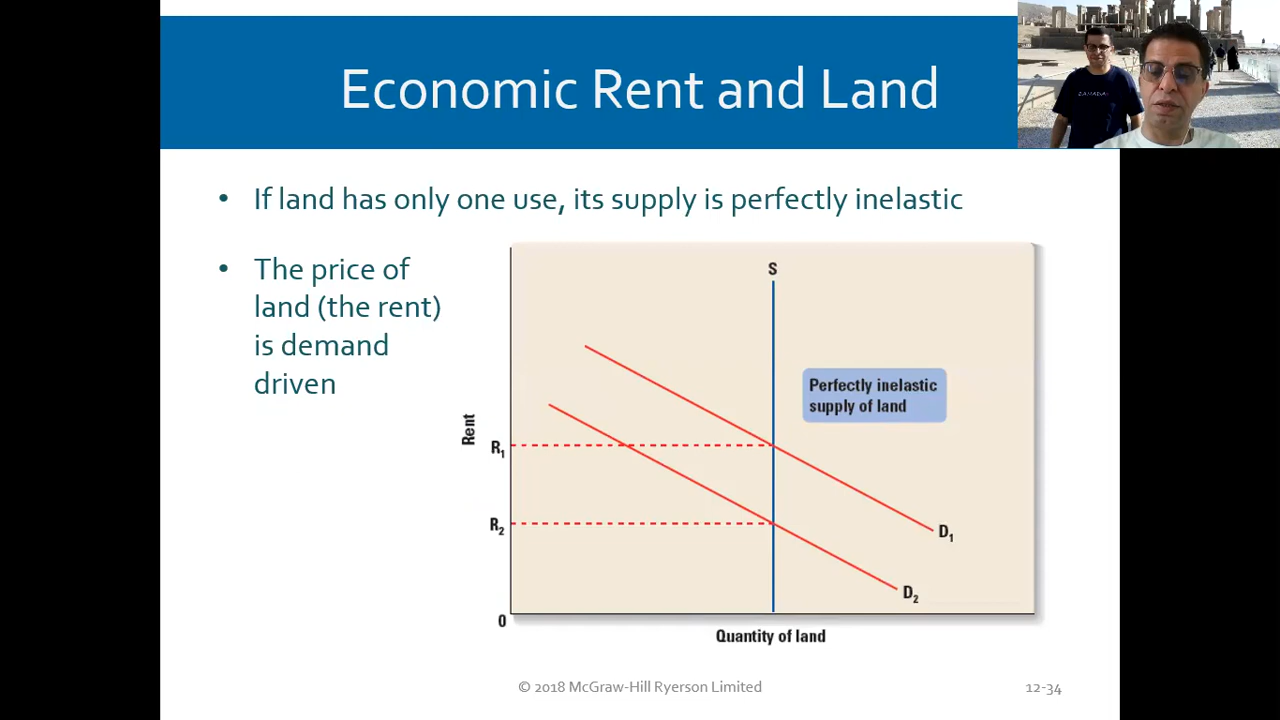 Economic Rent and Land
• If land has only one use, its supply is perfectly inelastic
• The price of
land (the rent)
is demand
driven
S
Perfectly inelastic
supply of land
Rent
R1
R2
D1
D2
0
Quantity of land
© 2018 McGraw-Hill Ryerson Limited
12-34